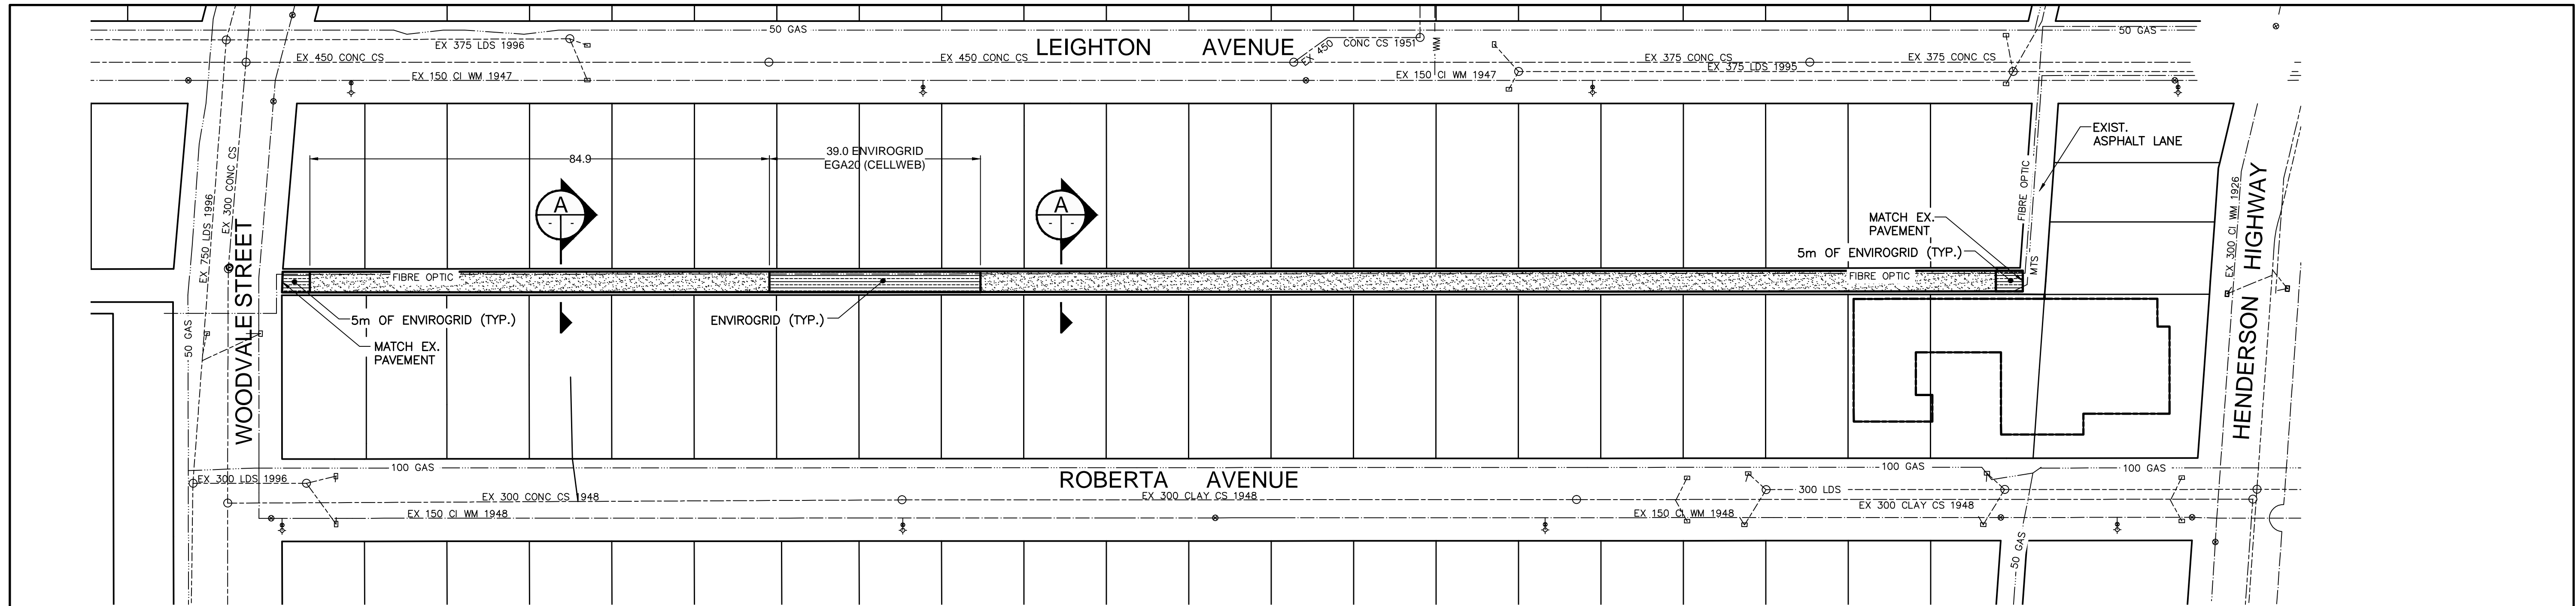 50 GAS
50 GAS
EX 375 LDS 1996
LEIGHTON AVENUE
EX 450 CONC CS 1951
WM
EX 450 CONC CS
EX 450 CONC CS
EX 375 CONC CS
EX 375 CONC CS
EX 150 CI WM 1947
EX 150 CI WM 1947
EX 375 LDS 1995
EXIST.
ASPHALT LANE
84.9
39.0 ENVIROGRID
EGA20 (CELLWEB)
A
- -
A
- -
EX 750 LDS 1996
EX 300 CONC CS
WOODVALE STREET
50 GAS
FIBRE OPTIC
MATCH EX.
PAVEMENT
5m OF ENVIROGRID (TYP.)
FIBRE OPTIC
FIBRE OPTIC
MTS
EX 300 CI WM 1926
HENDERSON HIGHWAY
5m OF ENVIROGRID (TYP.)
ENVIROGRID (TYP.)
MATCH EX.
PAVEMENT
100 GAS
100 GAS
100 GAS
EX 300 LDS 1996
ROBERTA AVENUE
EX 300 CONC CS 1948
EX 300 CLAY CS 1948
300 LDS
EX 300 CLAY CS 1948
EX 150 CI WM 1948
EX 150 CI WM 1948
50 GAS